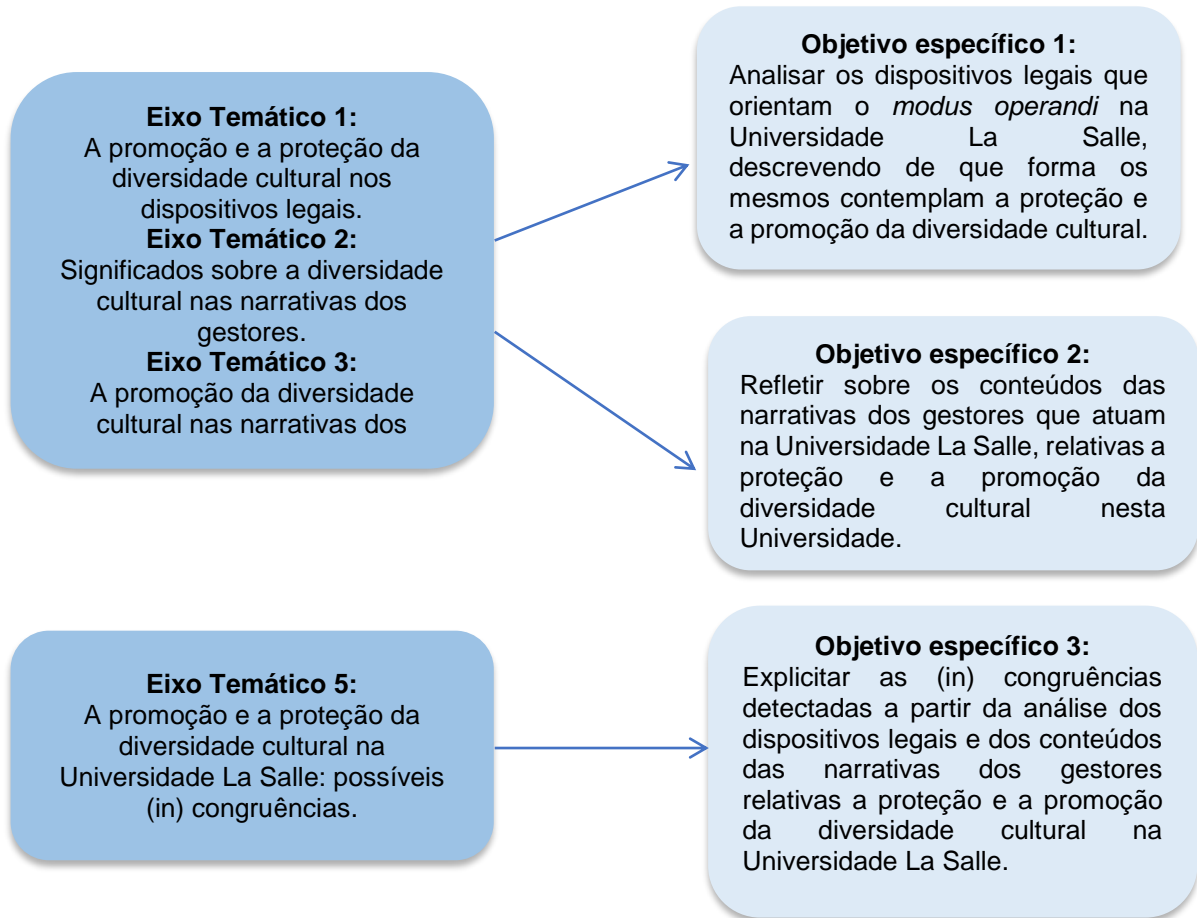 Eixo Temático 1:
A promoção e a proteção da
diversidade cultural nos
dispositivos legais.
Eixo Temático 2:
Significados sobre a diversidade
cultural nas narrativas dos
gestores.
Eixo Temático 3:
A promoção da diversidade
cultural nas narrativas dos
Objetivo específico 1:
Analisar os dispositivos legais que
orientam o modus operandi na
Universidade La Salle,
descrevendo de que forma os
mesmos contemplam a proteção e
a promoção da diversidade cultural.
Objetivo específico 2:
Refletir sobre os conteúdos das
narrativas dos gestores que atuam
na Universidade La Salle, relativas a
proteção e a promoção da
diversidade cultural nesta
Universidade.
Eixo Temático 5:
A promoção e a proteção da
diversidade cultural na
Universidade La Salle: possíveis
(in) congruências.
Objetivo específico 3:
Explicitar as (in) congruências
detectadas a partir da análise dos
dispositivos legais e dos conteúdos
das narrativas dos gestores
relativas a proteção e a promoção
da diversidade cultural na
Universidade La Salle.